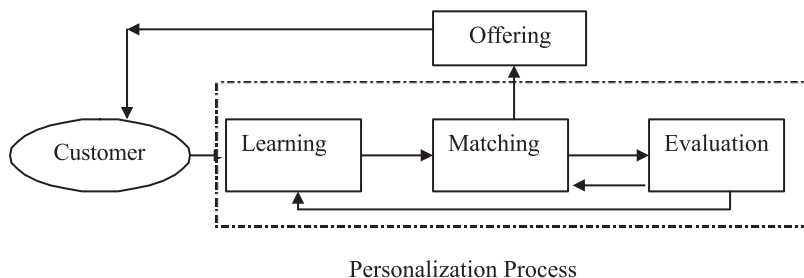 Offering
Customer
Learning
Matching
Evaluation
Personalization Process